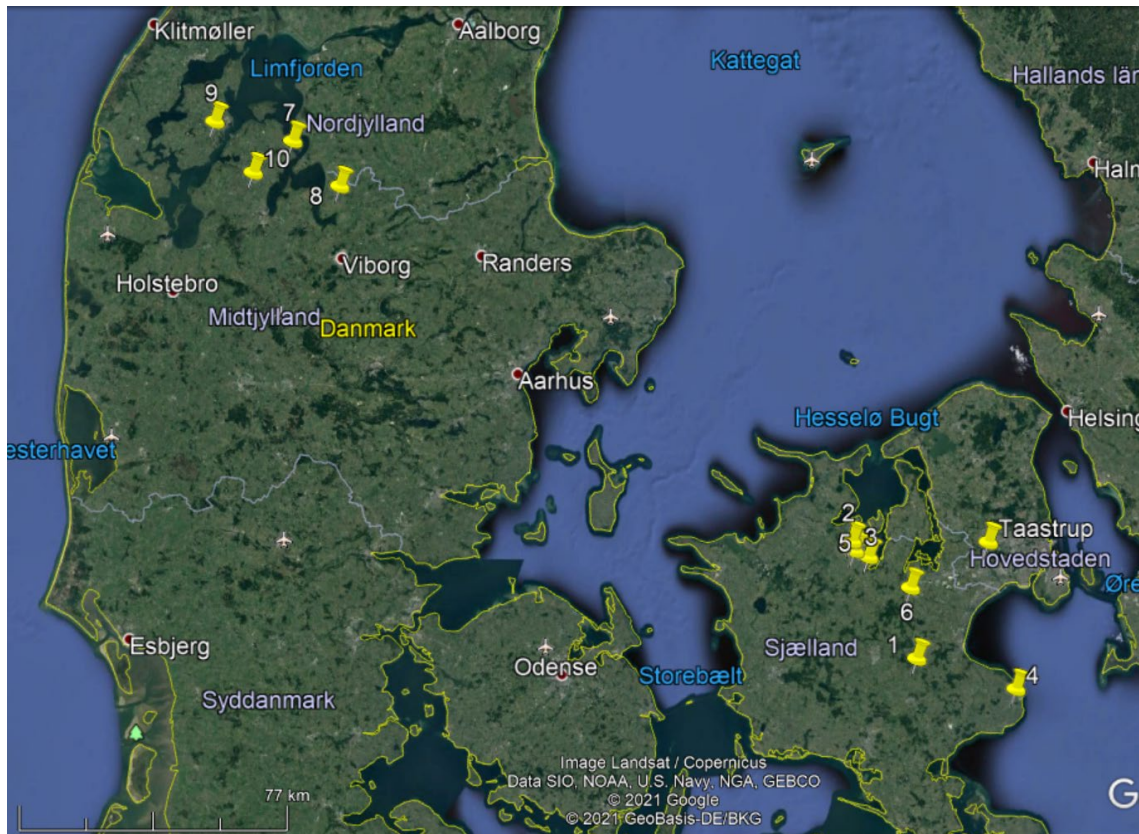 Klitmøller
Aalborg
Limfjorden
Kattegat
Hallands lär
9
7
Nordjylland
10
8
Haln
Viborg
Randers
Holstebro
Midtjylland
Danmark
Aarhus
Hesselø Bugt
Helsing
esterhavet
2
5
3
Taastrup
Hovedstaden
Øre
6
Esbjerg
Odense
Storebælt
Sjælland
1
4
Syddanmark
Image Landsat / Copernicus
Data SIO, NOAA, U.S. Navy, NGA, GEBCO
© 2021 Google
© 2021 GeoBasis-DE/BKG
77 km
G